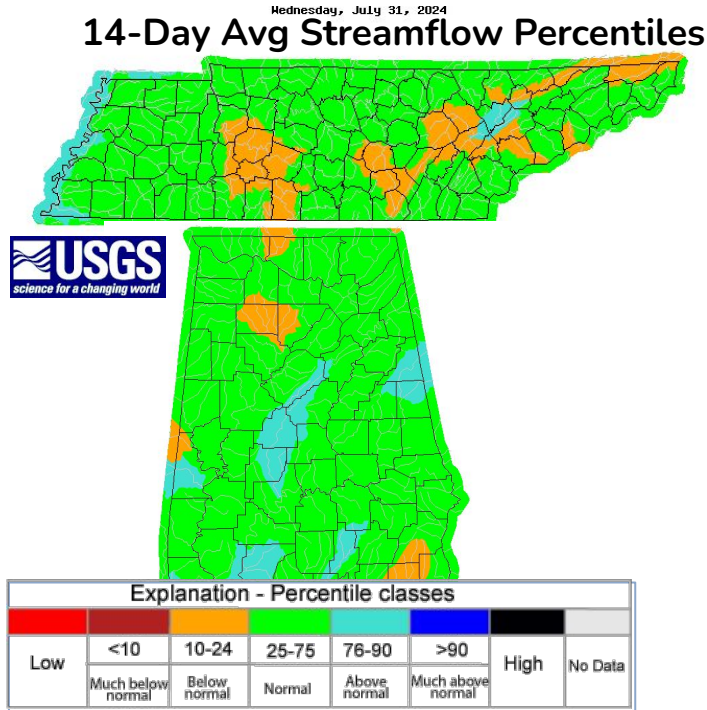 Wednesday, July 31, 2024
14-Day Avg Streamflow Percentiles
USGS
science for a changing world
Explanation - Percentile classes
Low
<10
10-24
25-75
76-90
>90
High
No Data
Much below
normal
Below
normal
Normal
Above
normal
Much above
normal